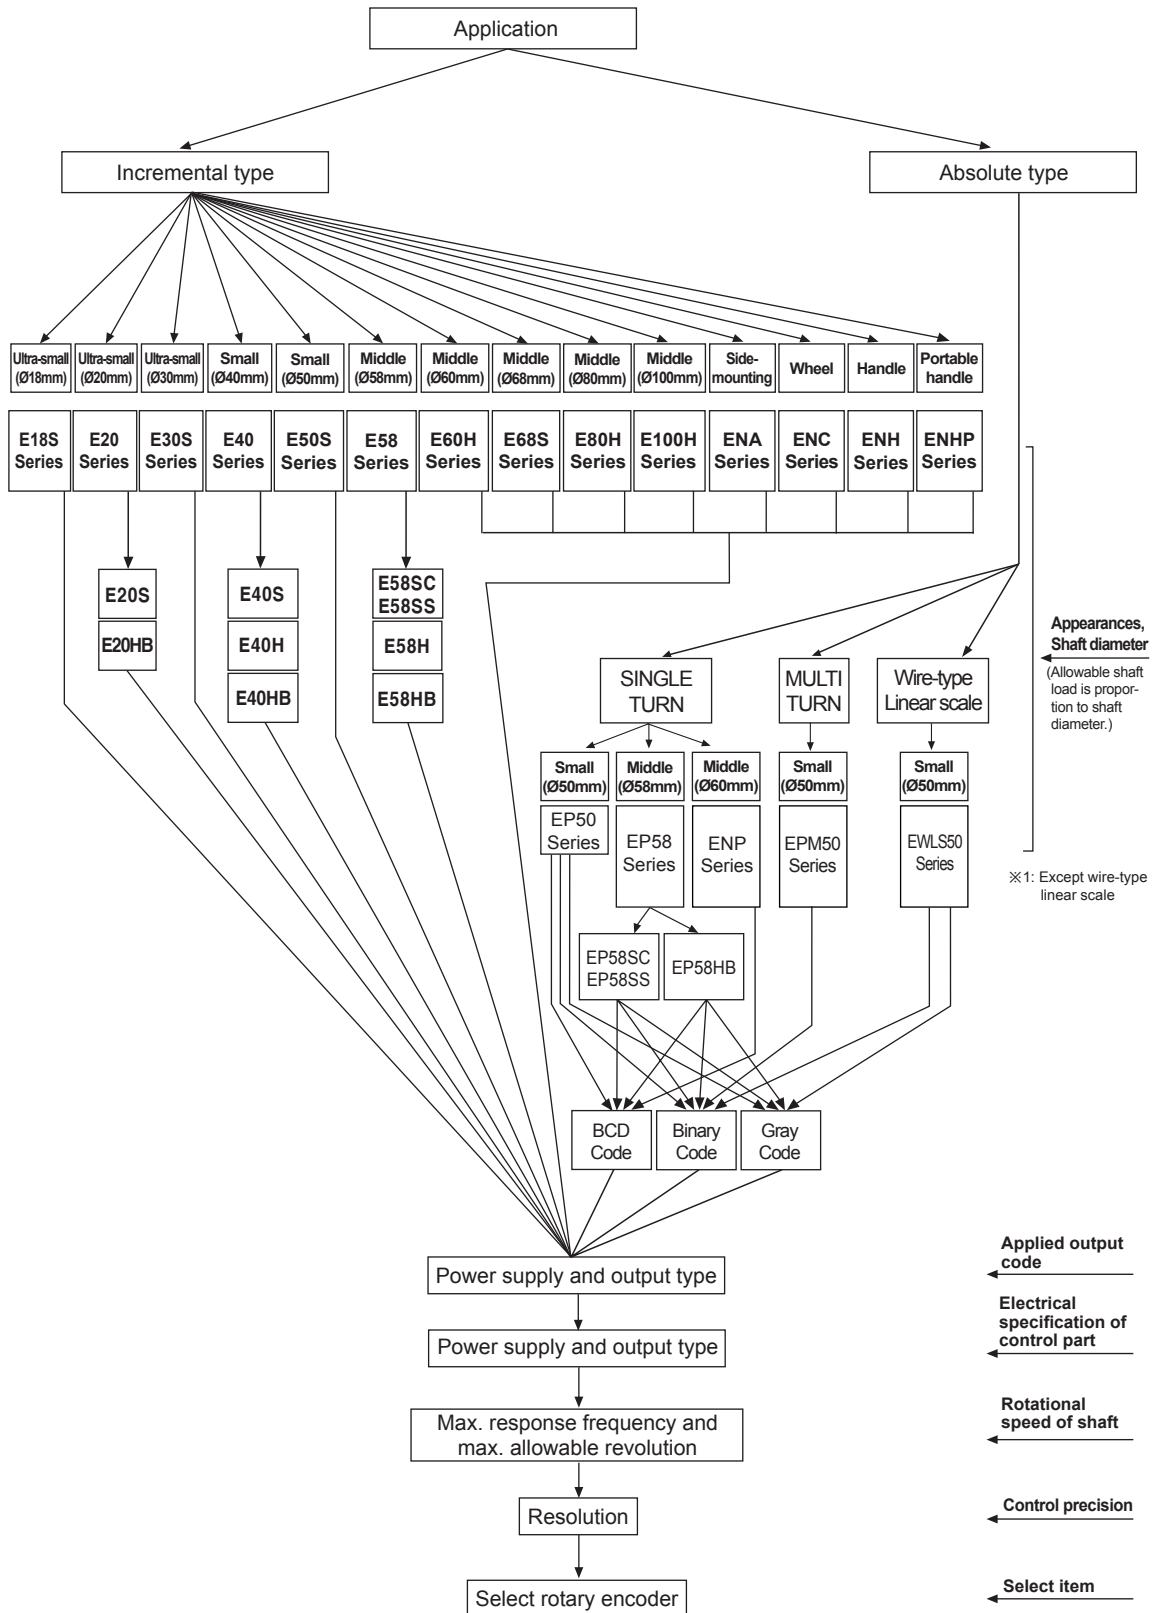 Application
Incremental type
Absolute type
Ultra-small
(Ø18mm)
Ultra-small
(Ø20mm)
Ultra-small
(Ø30mm)
Small
(Ø40mm)
Small
(Ø50mm)
Middle
(Ø58mm)
Middle
(Ø60mm)
Middle
(Ø68mm)
Middle
(Ø80mm)
Middle
(Ø100mm)
Side-
mounting
Wheel
Handle
Portable
handle
E18S
Series
E20
Series
E30S
Series
E40
Series
E50S
Series
E58
Series
E60H
Series
E68S
Series
E80H
Series
E100H
Series
ENA
Series
ENC
Series
ENH
Series
ENHP
Series
E20S
E20HB
E40S
E40H
E40HB
E58SC
E58SS
E58H
E58HB
Appearances,
Shaft diameter
(Allowable shaft
load is propor-
tion to shaft
diameter.)
SINGLE
TURN
MULTI
TURN
Wire-type
Linear scale
Small
(Ø50mm)
Middle
(Ø58mm)
Middle
(Ø60mm)
Small
(Ø50mm)
Small
(Ø50mm)
EP50
Series
EP58
Series
ENP
Series
EPM50
Series
EWLS50
Series
※1: Except wire-type
linear scale
EP58SC
EP58SS
EP58HB
BCD
Code
Binary
Code
Gray
Code
Applied output
code
Power supply and output type
Electrical
specification of
control part
Power supply and output type
Rotational
speed of shaft
Max. response frequency and
max. allowable revolution
Control precision
Resolution
Select item
Select rotary encoder